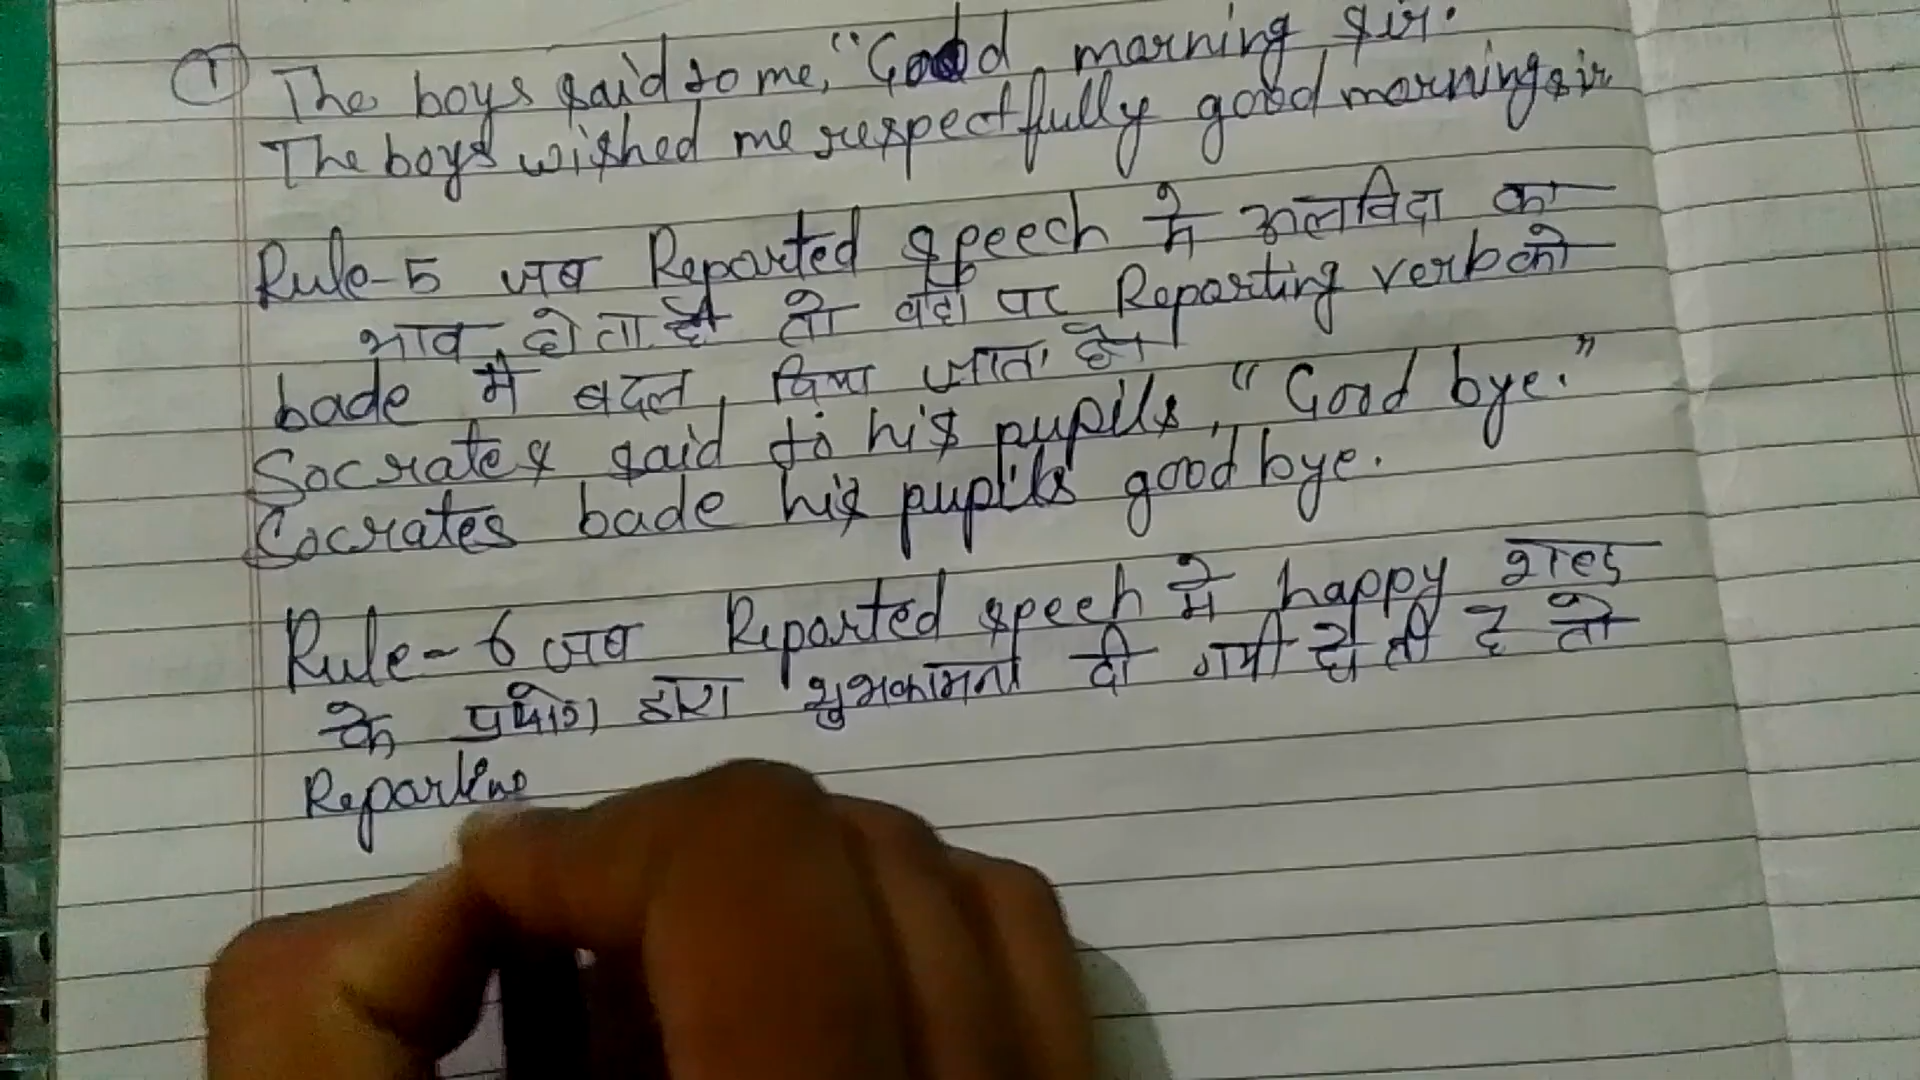 ① The boys said to me, "Good morning sir.
The boys wished me respectfully good morning sir
Rule-5 जब Reported speech मे अलविदा का
भाव होता है तो वहाँ पर Reporting verb को
bade मे बदल दिया जाता है।
Socrates said to his pupils, "Good bye."
Cocrates bade his pupils good bye.
Rule-6 जब Reported speech मे happy शब्द
के प्रयोग द्वारा शुभकामना दी गयी होती है तो
Reporting